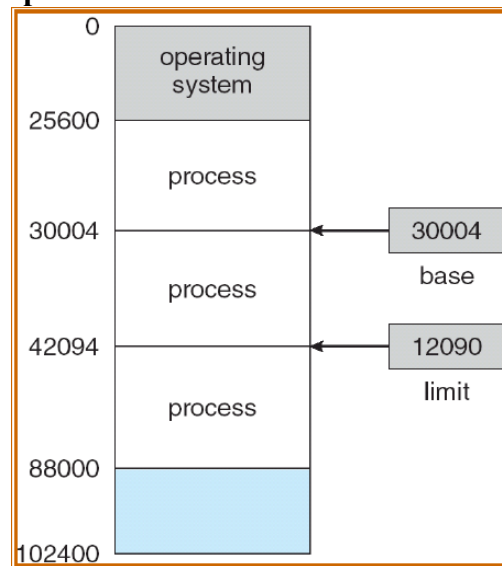 0
operating
system
25600
process
30004
30004
base
process
42094
12090
limit
process
88000
102400